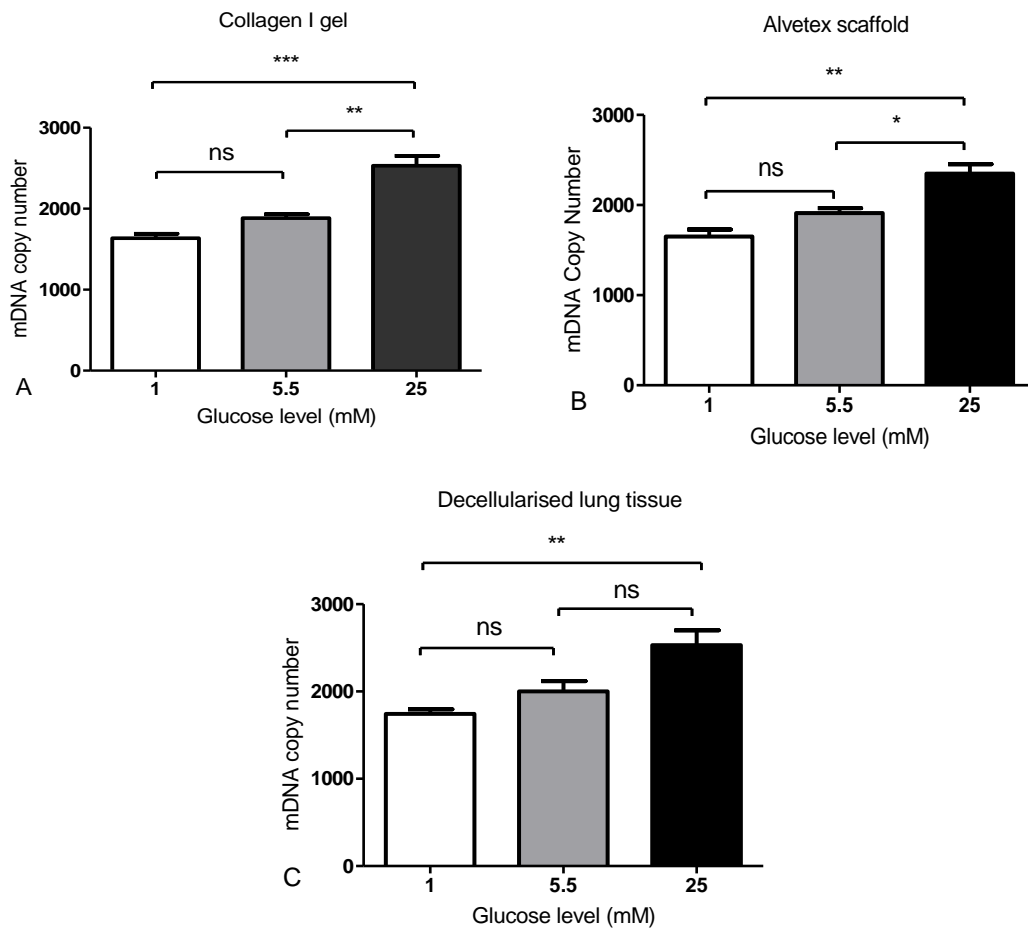 Collagen I gel
***
**
ns
3000
2000
1000
0
mDNA copy number
1 5.5 25
Glucose level (mM)
A
Alvetex scaffold
**
*
ns
3000
2000
1000
0
mDNA Copy Number
1 5.5 25
Glucose level (mM)
B
Decellularised lung tissue
**
ns
ns
3000
2000
1000
0
mDNA copy number
1 5.5 25
Glucose level (mM)
C